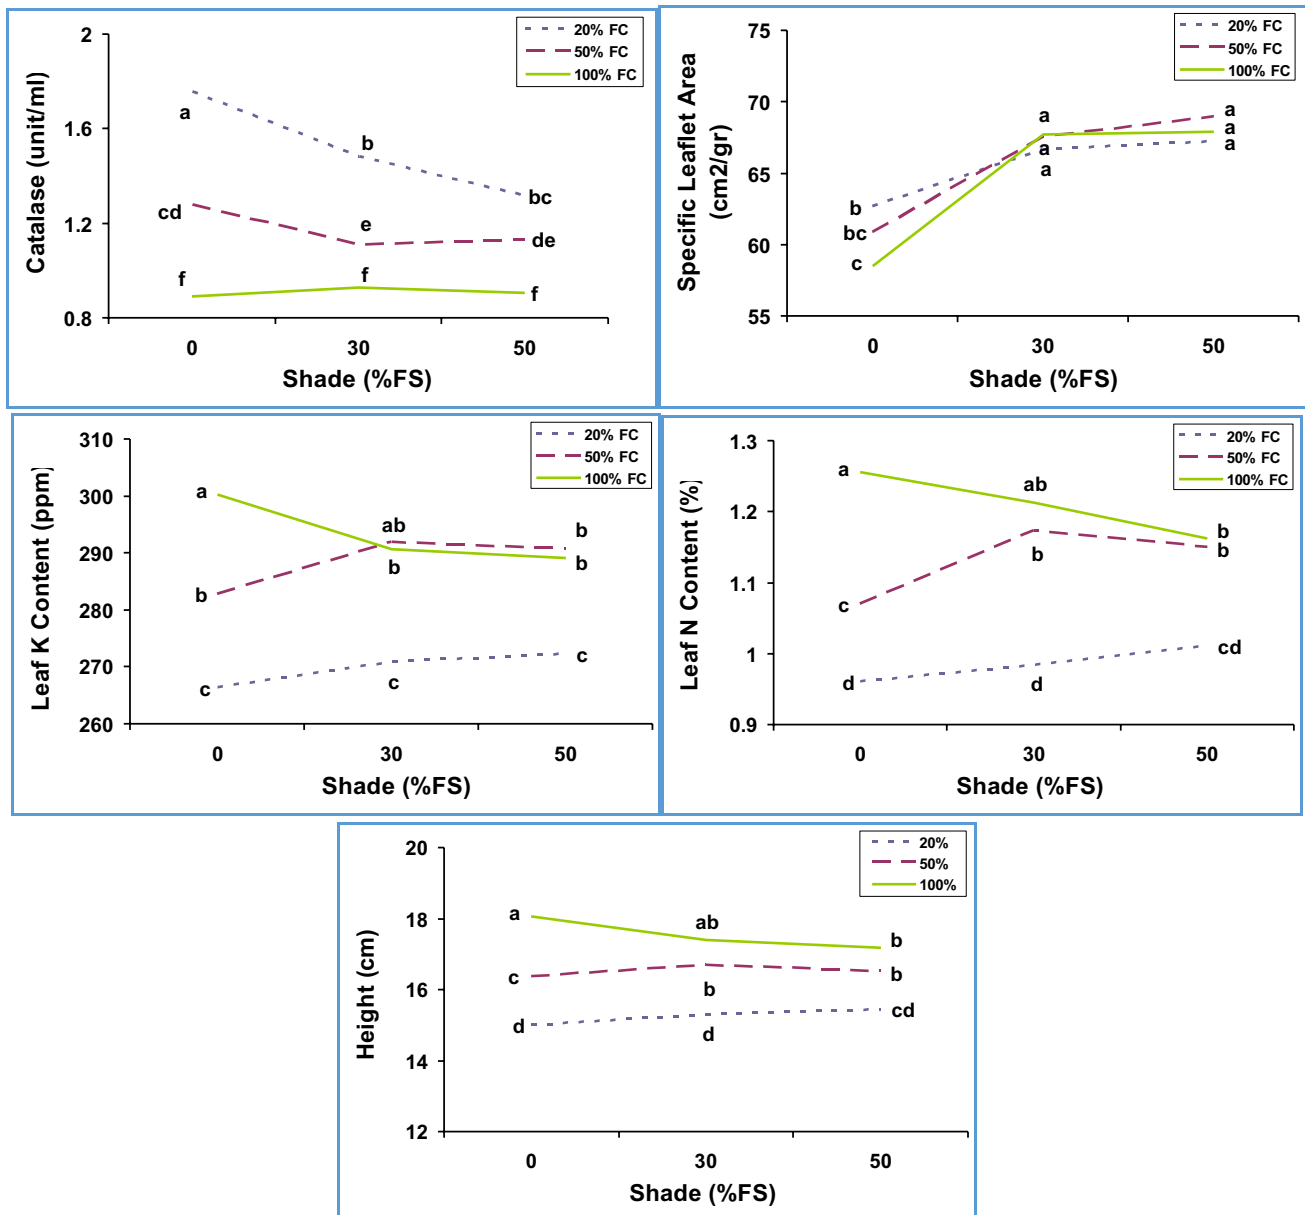 2
1.6
1.2
0.8
Catalase (unit/ml)
20% FC
50% FC
100% FC
a
b
bc
cd
e
de
f
f
f
0 30 50
Shade (%FS)
75
70
65
60
55
Specific Leaflet Area
(cm2/gr)
20% FC
50% FC
100% FC
a
a
a
a
a
a
b
bc
c
0 30 50
Shade (%FS)
310
300
290
280
270
260
Leaf K Content (ppm)
20% FC
50% FC
100% FC
a
ab
b
b
b
b
c
c
c
0 30 50
Shade (%FS)
1.3
1.2
1.1
1
0.9
Leaf N Content (%)
20% FC
50% FC
100% FC
a
ab
b
b
b
c
cd
d
d
0 30 50
Shade (%FS)
20
18
16
14
12
Height (cm)
20%
50%
100%
a
ab
b
c
b
b
d
d
cd
0 30 50
Shade (%FS)